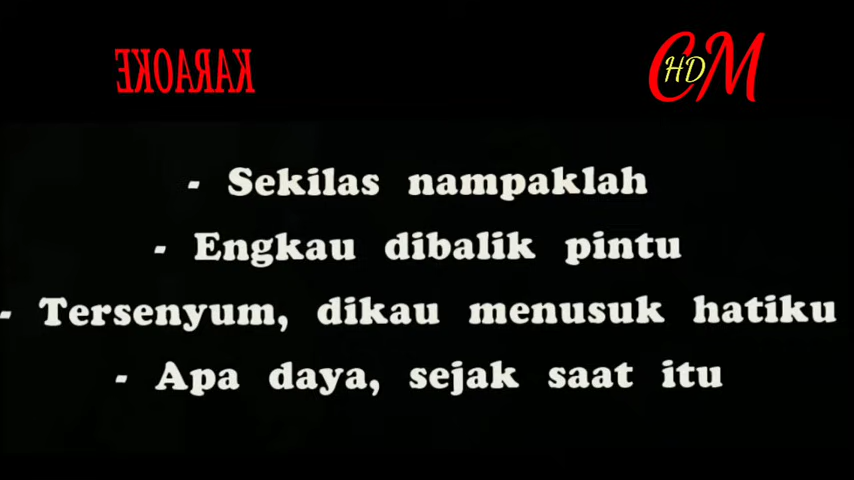 KARAOKE
CHDM
- Sekilas nampaklah
- Engkau dibalik pintu
- Tersenyum, dikau menusuk hatiku
- Apa daya, sejak saat itu